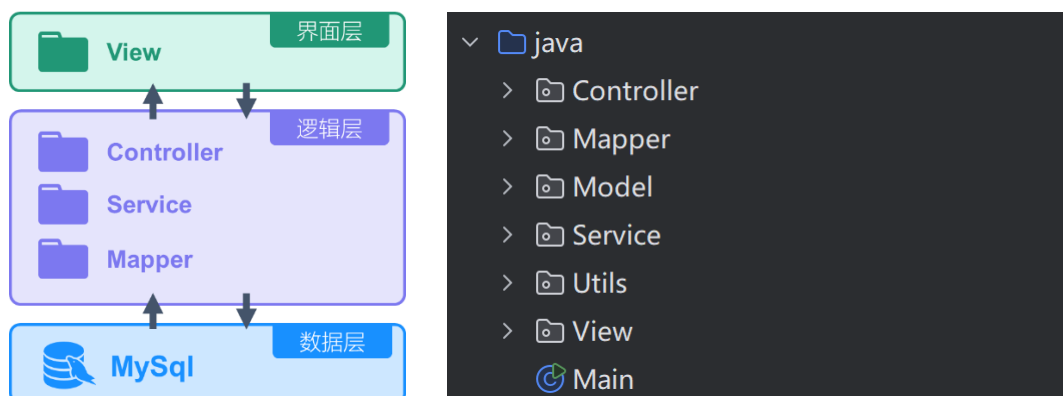 界面层
View
逻辑层
Controller
Service
Mapper
数据层
MySql
java
Controller
Mapper
Model
Service
Utils
View
Main